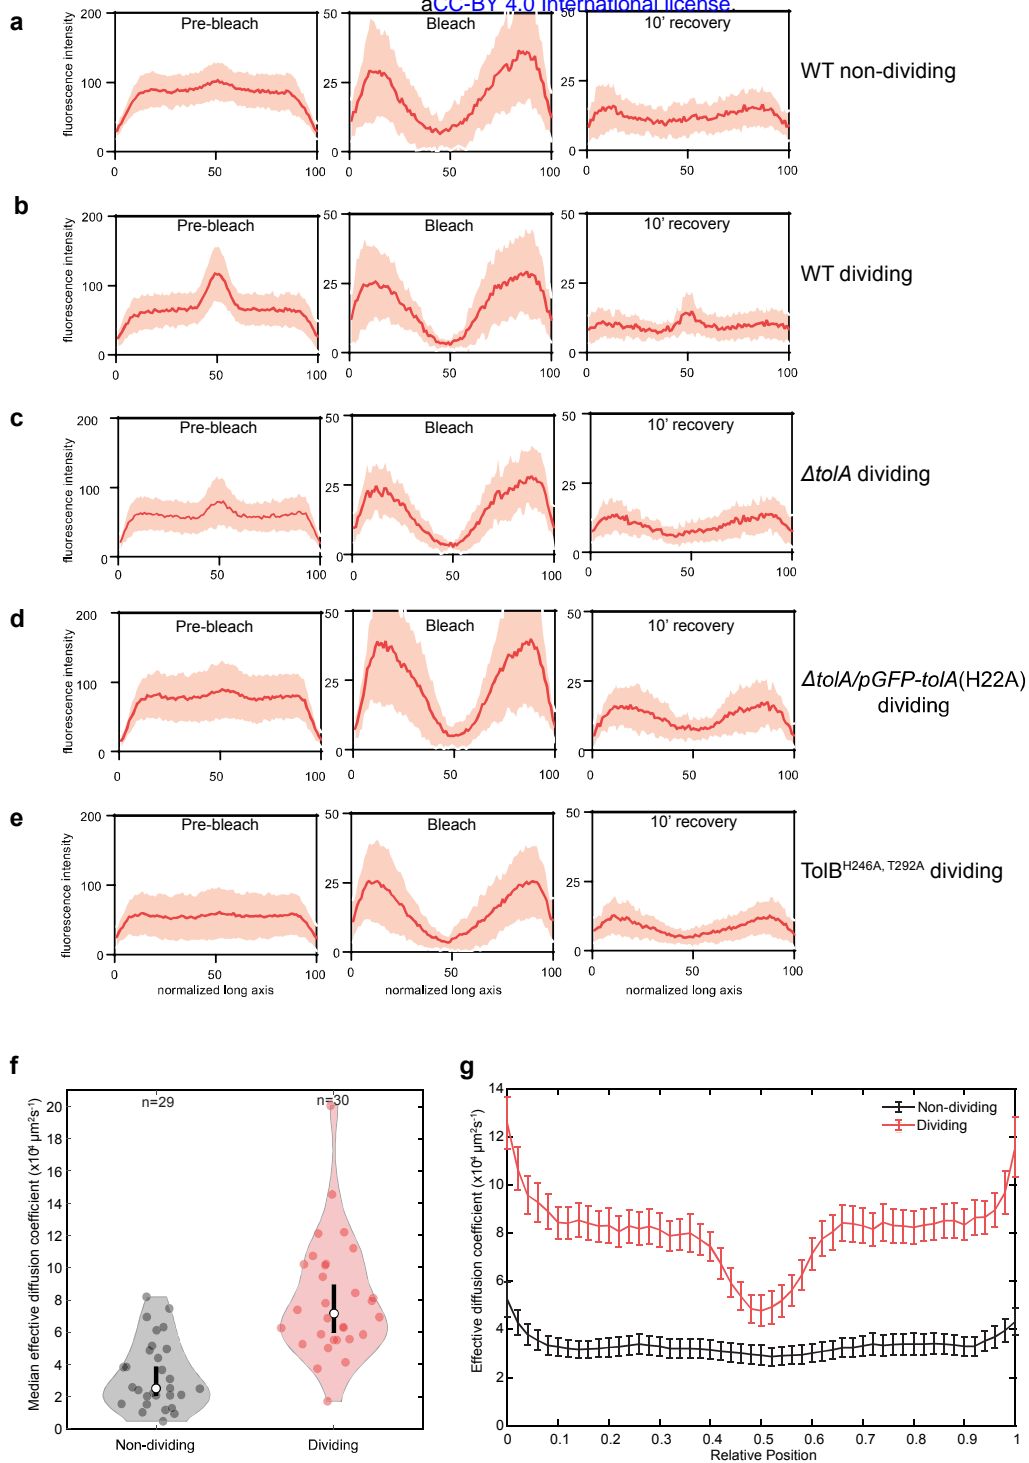 aCC-BY 4.0 International license.
a
Pre-bleach
Bleach
10' recovery
WT non-dividing
fluorescence intensity
200
100
0
0
50
100
50
25
0
0
50
100
50
25
0
0
50
100
b
Pre-bleach
Bleach
10' recovery
WT dividing
fluorescence intensity
200
100
0
0
50
100
50
25
0
0
50
100
50
25
0
0
50
100
c
Pre-bleach
Bleach
10' recovery
ΔtolA dividing
fluorescence intensity
200
100
0
0
50
100
50
25
0
0
50
100
50
25
0
0
50
100
d
Pre-bleach
Bleach
10' recovery
ΔtolA/pGFP-tolA(H22A)
dividing
fluorescence intensity
200
100
0
0
50
100
50
25
0
0
50
100
50
25
0
0
50
100
e
Pre-bleach
Bleach
10' recovery
TolB^H246A, T292A dividing
fluorescence intensity
200
100
0
0
50
100
50
25
0
0
50
100
50
25
0
0
50
100
normalized long axis
normalized long axis
f
n=29
n=30
Median effective diffusion coefficient (x10⁴ μm²s⁻¹)
20
18
16
14
12
10
8
6
4
2
0
Non-dividing
Dividing
g
Non-dividing
Dividing
Effective diffusion coefficient (x10⁴ μm²s⁻¹)
14
12
10
8
6
4
2
0
0 0.1 0.2 0.3 0.4 0.5 0.6 0.7 0.8 0.9 1
Relative Position